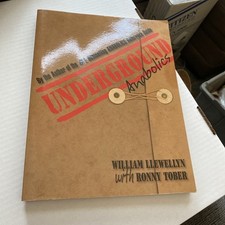 UNDERGROUND
Anabolics
WILLIAM LLEWELLYN
with RONNY TOBER